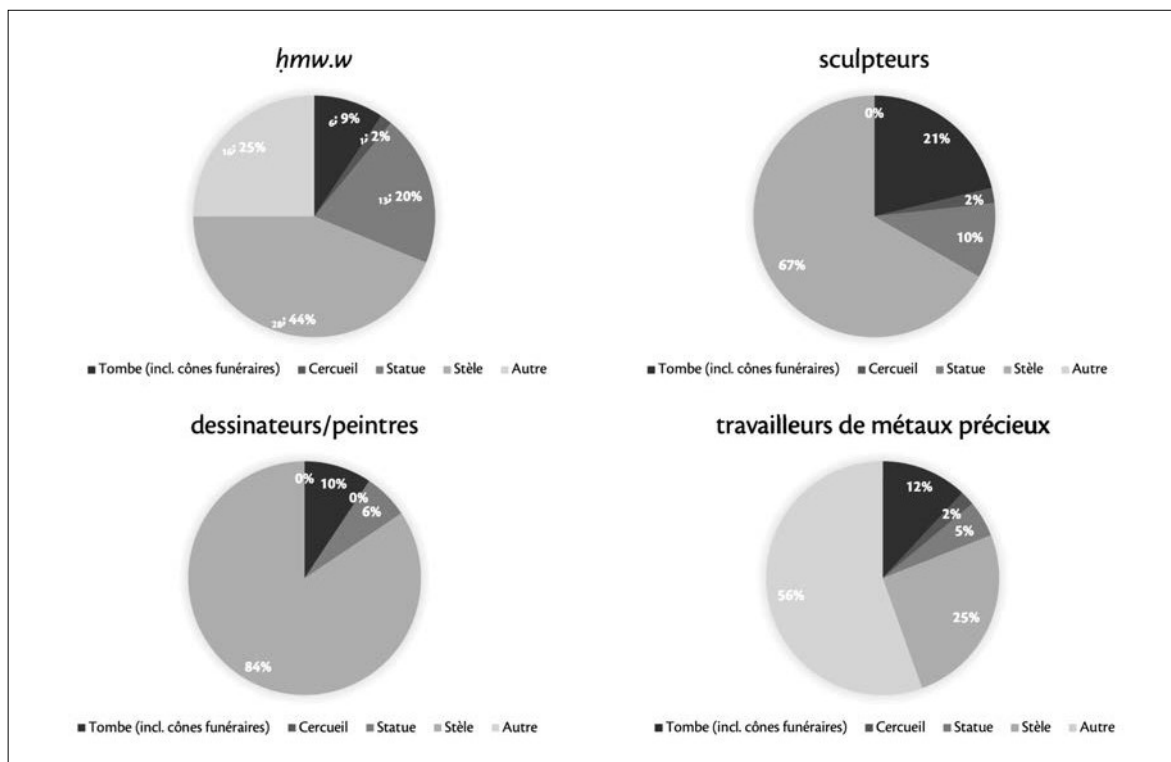 ḥmw.w
6; 9%
1; 2%
13; 20%
28; 44%
16; 25%
■ Tombe (incl. cônes funéraires) ■ Cercueil ■ Statue ■ Stèle ■ Autre
sculpteurs
0%
21%
2%
10%
67%
■ Tombe (incl. cônes funéraires) ■ Cercueil ■ Statue ■ Stèle ■ Autre
dessinateurs/peintres
0%
10%
0%
6%
84%
■ Tombe (incl. cônes funéraires) ■ Cercueil ■ Statue ■ Stèle ■ Autre
travailleurs de métaux précieux
12%
2%
5%
25%
56%
■ Tombe (incl. cônes funéraires) ■ Cercueil ■ Statue ■ Stèle ■ Autre